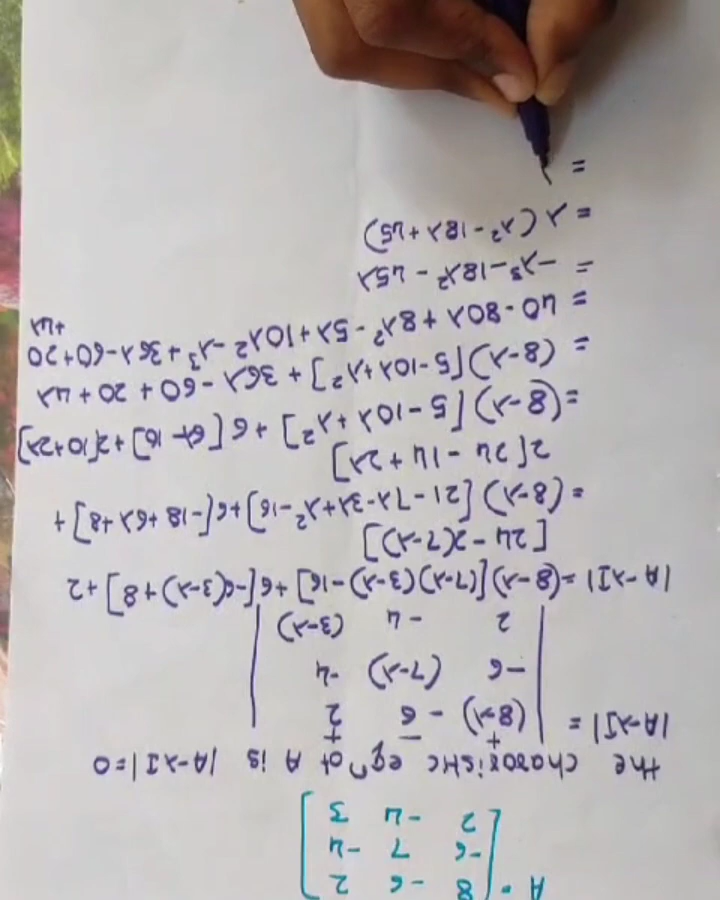 A = [ 8 -6 2
-6 7 -4
2 -4 3 ]
the charoristic eqn of A is |A-λI|=0
+ - +
|A-λI| = | (8-λ) -6 2
-6 (7-λ) -4
2 -4 (3-λ) |
|A-λI| = (8-λ)[(7-λ)(3-λ)-16] +6[-6(3-λ)+8] +2
[24-2(7-λ)]
= (8-λ) [21-7λ-3λ+λ²-16]+6[-18+6λ+8]+
2[24-14+2λ]
=(8-λ) [5-10λ+λ²] +6[6λ-10]+2[10+2λ]
= (8-λ)[5-10λ+λ²]+36λ-60+20+4λ
= 40-80λ+8λ²-5λ+10λ²-λ³+36λ-60+20
+4λ
= -λ³-18λ²-45λ
= λ(λ²-18λ+45)
=